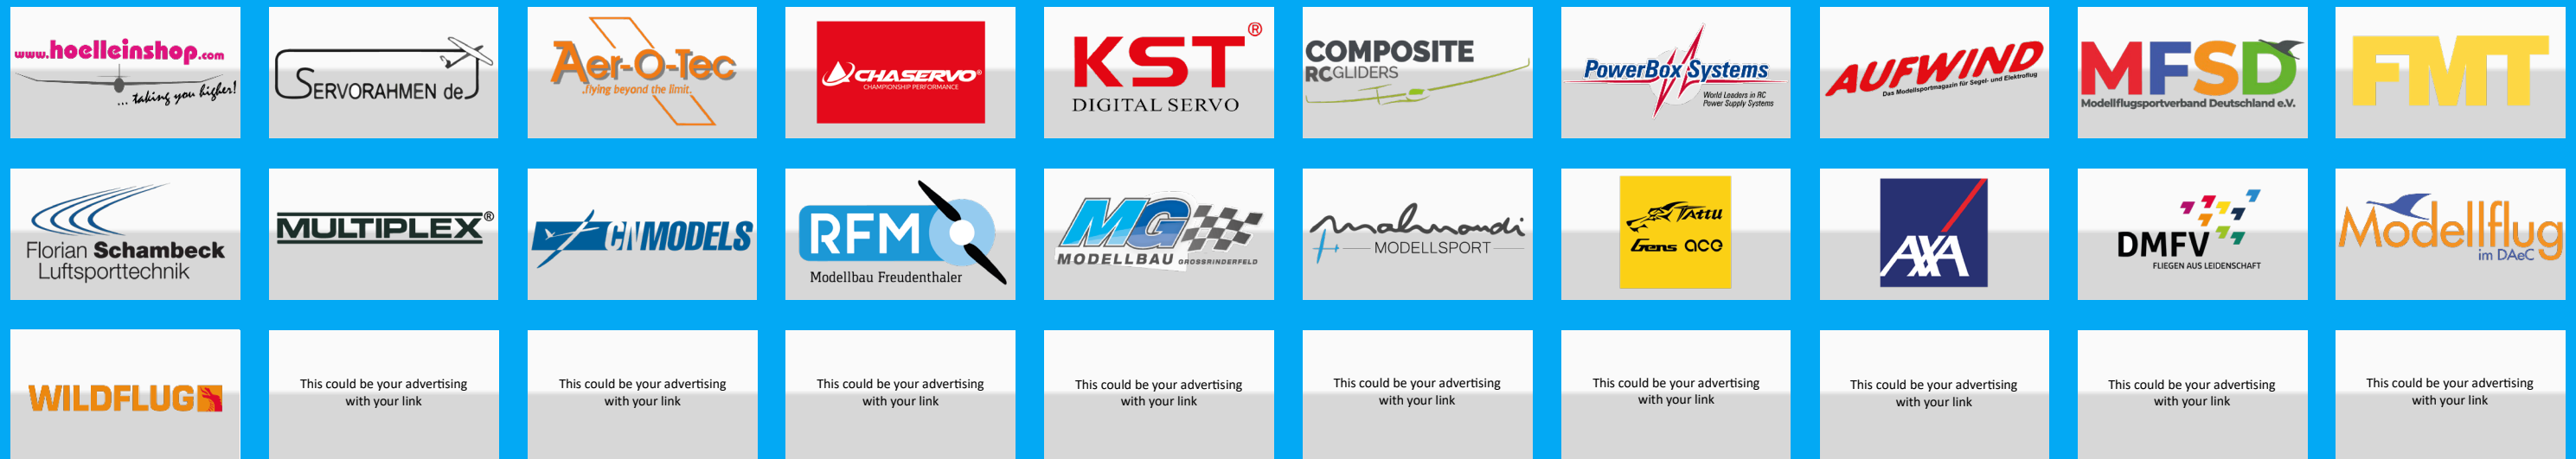 www.hoelleinshop.com
... taking you higher!
SERVORAHMEN de
Aer-O-Tec
.flying beyond the limit.
CHASERVO®
CHAMPIONSHIP PERFORMANCE
KST®
DIGITAL SERVO
COMPOSITE
RCGLIDERS
PowerBox Systems
World Leaders in RC
Power Supply Systems
AUFWIND
Das Modellsportmagazin für Segel- und Elektroflug
MFSD
Modellflugsportverband Deutschland e.V.
FMT
Florian Schambeck
Luftsporttechnik
MULTIPLEX®
CNMODELS
RFM
Modellbau Freudenthaler
MG
MODELLBAU GROSSRINDERFELD
mahmoudi
MODELLSPORT
TATTU
Gens ace
AXA
DMFV
FLIEGEN AUS LEIDENSCHAFT
Modellflug
im DAeC
WILDFLUG
This could be your advertising
with your link
This could be your advertising
with your link
This could be your advertising
with your link
This could be your advertising
with your link
This could be your advertising
with your link
This could be your advertising
with your link
This could be your advertising
with your link
This could be your advertising
with your link
This could be your advertising
with your link